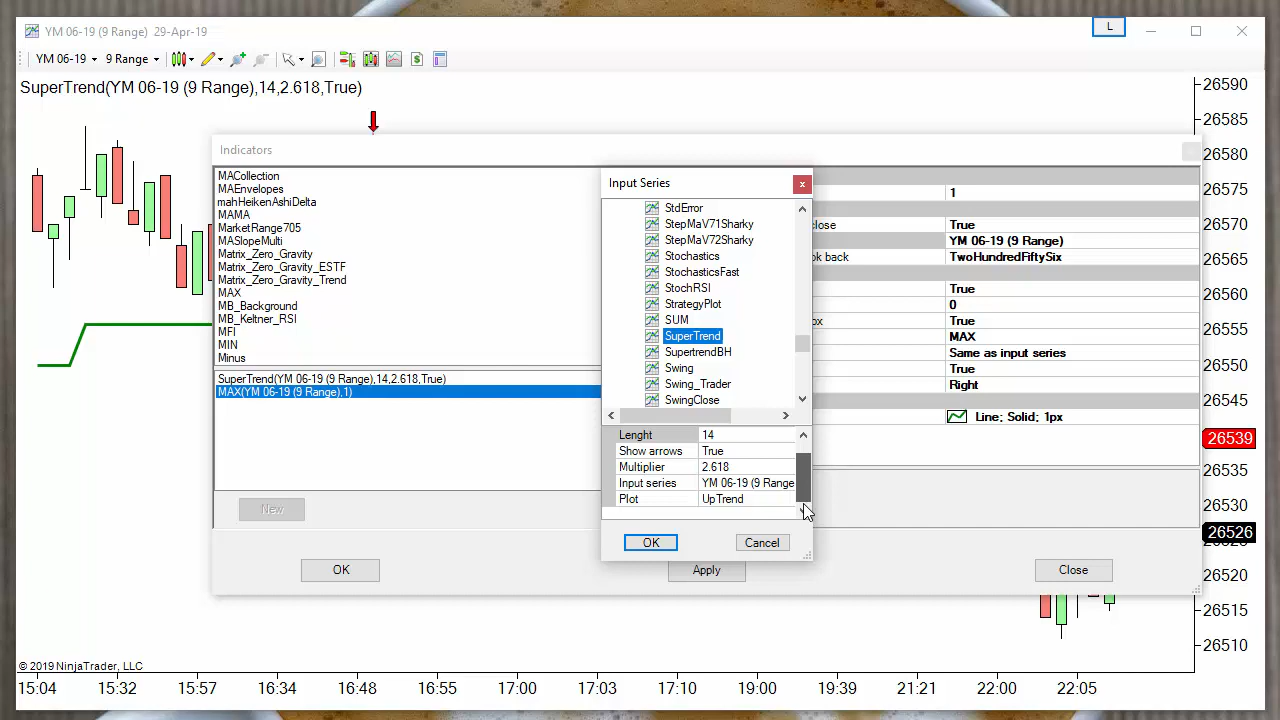 YM 06-19 (9 Range) 29-Apr-19
L
YM 06-19 9 Range
SuperTrend(YM 06-19 (9 Range),14,2.618,True)
Indicators
MACollection
MAEnvelopes
mahHeikenAshiDelta
MAMA
MarketRange705
MASlopeMulti
Matrix_Zero_Gravity
Matrix_Zero_Gravity_ESTF
Matrix_Zero_Gravity_Trend
MAX
MB_Background
MB_Keltner_RSI
MFI
MIN
Minus
SuperTrend(YM 06-19 (9 Range),14,2.618,True)
MAX(YM 06-19 (9 Range),1)
New
OK
Apply
Close
Input Series
x
StdError
StepMaV71Sharky
StepMaV72Sharky
Stochastics
StochasticsFast
StochRSI
StrategyPlot
SUM
SuperTrend
SupertrendBH
Swing
Swing_Trader
SwingClose
Lenght 14
Show arrows True
Multiplier 2.618
Input series YM 06-19 (9 Range
Plot UpTrend
OK
Cancel
1
close True
YM 06-19 (9 Range)
ok back TwoHundredFiftySix
True
0
ox True
MAX
Same as input series
True
Right
Line; Solid; 1px
26590
26585
26580
26575
26570
26565
26560
26555
26550
26545
26539
26535
26530
26526
26520
26515
26510
© 2019 NinjaTrader, LLC
15:04 15:32 15:57 16:34 16:48 16:55 17:00 17:03 17:10 19:00 19:39 21:21 22:00 22:05